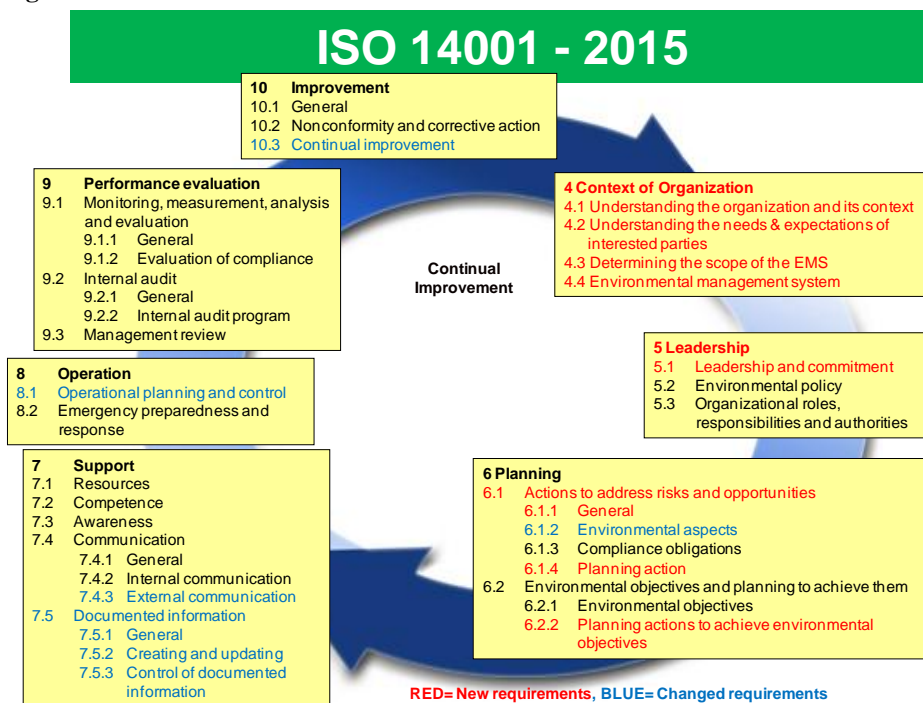 ISO 14001 - 2015
10 Improvement
10.1 General
10.2 Nonconformity and corrective action
10.3 Continual improvement
4 Context of Organization
4.1 Understanding the organization and its context
4.2 Understanding the needs & expectations of
interested parties
4.3 Determining the scope of the EMS
4.4 Environmental management system
5 Leadership
5.1 Leadership and commitment
5.2 Environmental policy
5.3 Organizational roles,
responsibilities and authorities
6 Planning
6.1 Actions to address risks and opportunities
6.1.1 General
6.1.2 Environmental aspects
6.1.3 Compliance obligations
6.1.4 Planning action
6.2 Environmental objectives and planning to achieve them
6.2.1 Environmental objectives
6.2.2 Planning actions to achieve environmental
objectives
7 Support
7.1 Resources
7.2 Competence
7.3 Awareness
7.4 Communication
7.4.1 General
7.4.2 Internal communication
7.4.3 External communication
7.5 Documented information
7.5.1 General
7.5.2 Creating and updating
7.5.3 Control of documented
information
8 Operation
8.1 Operational planning and control
8.2 Emergency preparedness and
response
9 Performance evaluation
9.1 Monitoring, measurement, analysis
and evaluation
9.1.1 General
9.1.2 Evaluation of compliance
9.2 Internal audit
9.2.1 General
9.2.2 Internal audit program
9.3 Management review
Continual
Improvement
RED= New requirements, BLUE= Changed requirements